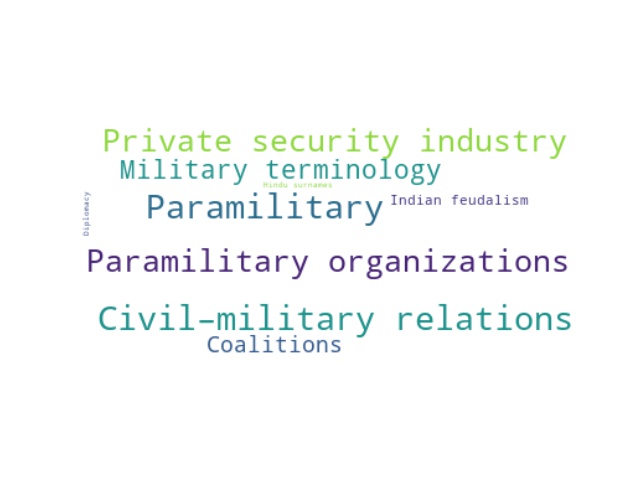 Private security industry
Military terminology
Hindu surnames
Diplomacy
Paramilitary
Indian feudalism
Paramilitary organizations
Civil–military relations
Coalitions